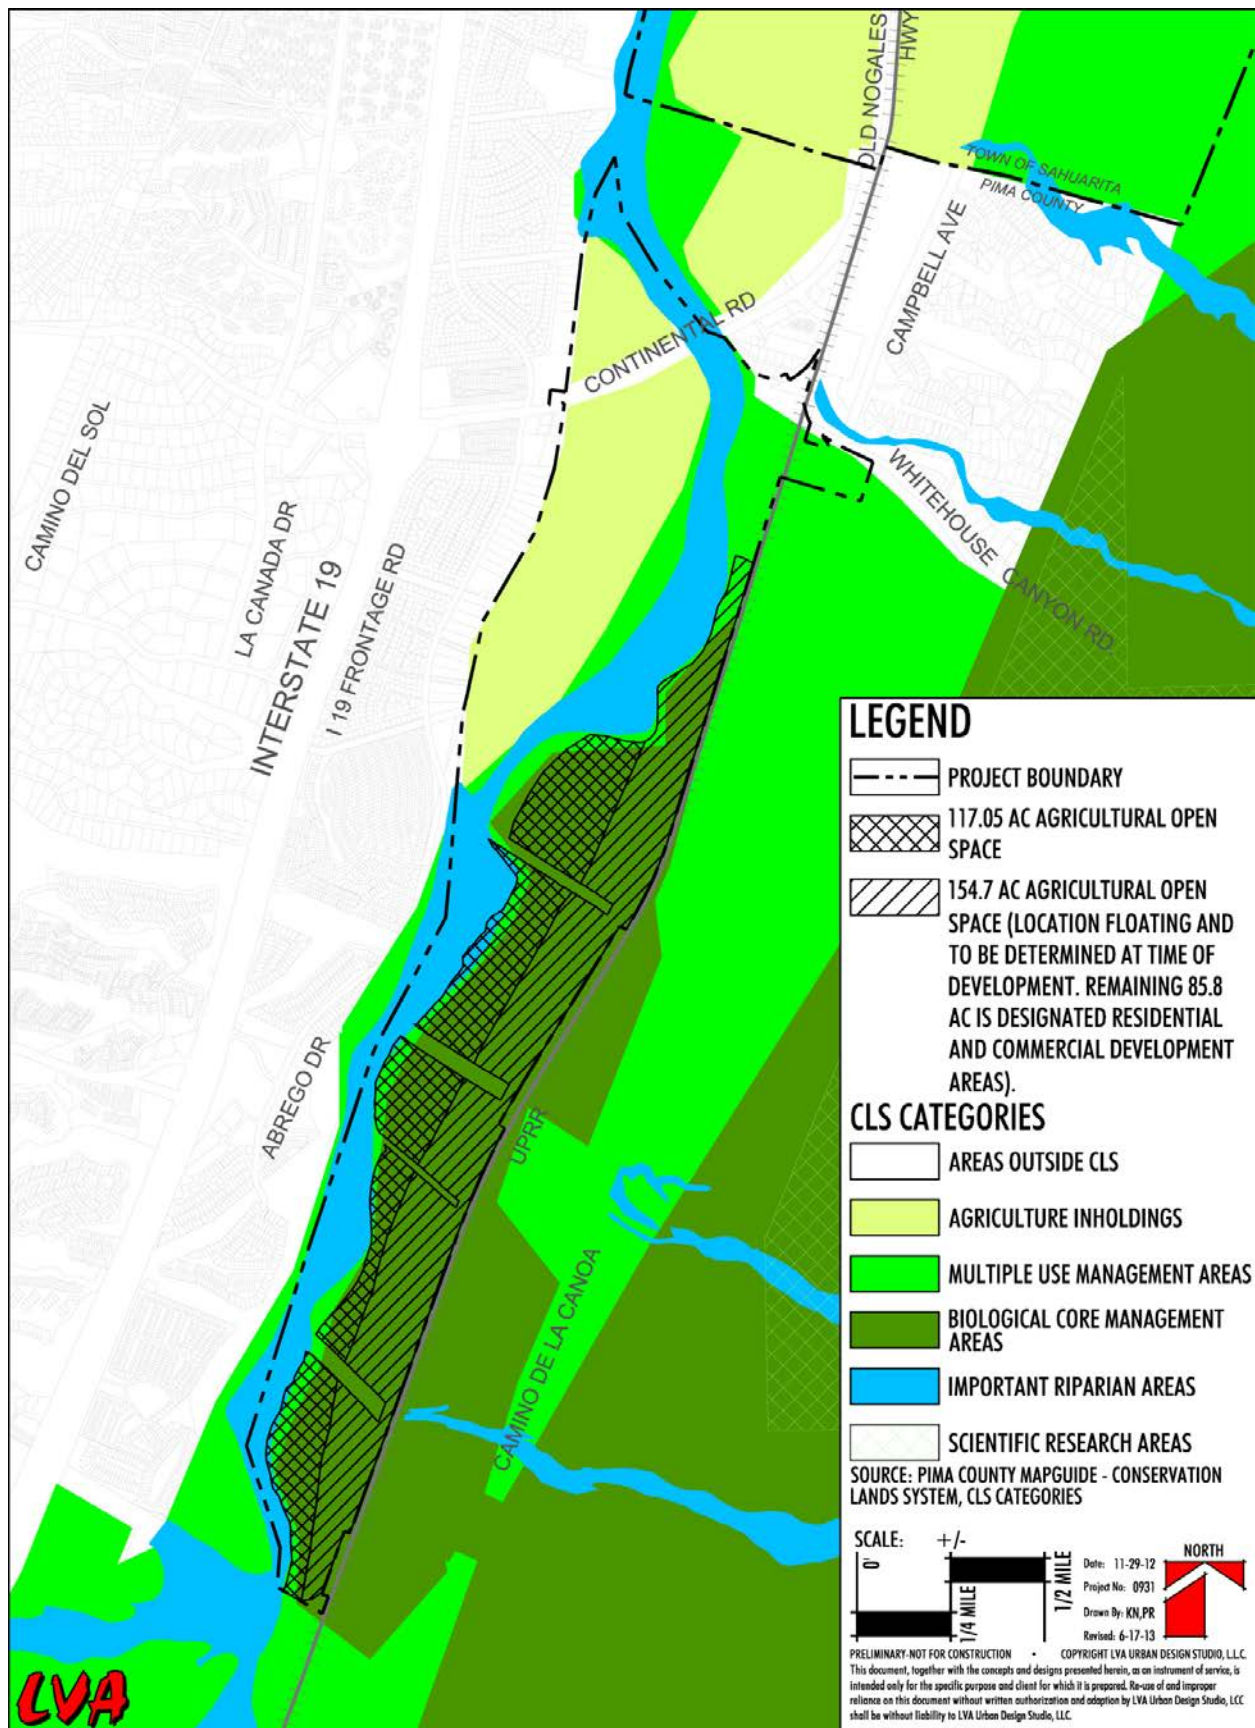 OLD NOGALES
HWY
TOWN OF SAHUARITA
PIMA COUNTY
CAMPBELL AVE
CONTINENTAL RD
CAMINO DEL SOL
LA CANADA DR
INTERSTATE 19
I 19 FRONTAGE RD
WHITEHOUSE CANYON RD.
ABREGO DR
UPRR
CAMINO DE LA CANOA
LEGEND
PROJECT BOUNDARY
117.05 AC AGRICULTURAL OPEN
SPACE
154.7 AC AGRICULTURAL OPEN
SPACE (LOCATION FLOATING AND
TO BE DETERMINED AT TIME OF
DEVELOPMENT. REMAINING 85.8
AC IS DESIGNATED RESIDENTIAL
AND COMMERCIAL DEVELOPMENT
AREAS).
CLS CATEGORIES
AREAS OUTSIDE CLS
AGRICULTURE INHOLDINGS
MULTIPLE USE MANAGEMENT AREAS
BIOLOGICAL CORE MANAGEMENT
AREAS
IMPORTANT RIPARIAN AREAS
SCIENTIFIC RESEARCH AREAS
SOURCE: PIMA COUNTY MAPGUIDE - CONSERVATION
LANDS SYSTEM, CLS CATEGORIES
SCALE: +/-
0'
1/4 MILE
1/2 MILE
Date: 11-29-12
Project No: 0931
Drawn By: KN,PR
Revised: 6-17-13
NORTH
PRELIMINARY-NOT FOR CONSTRUCTION • COPYRIGHT LVA URBAN DESIGN STUDIO, L.L.C.
This document, together with the concepts and designs presented herein, as an instrument of service, is
intended only for the specific purpose and client for which it is prepared. Re-use of and improper
reliance on this document without written authorization and adaption by LVA Urban Design Studio, LCC
shall be without liability to LVA Urban Design Studio, LLC.
LVA